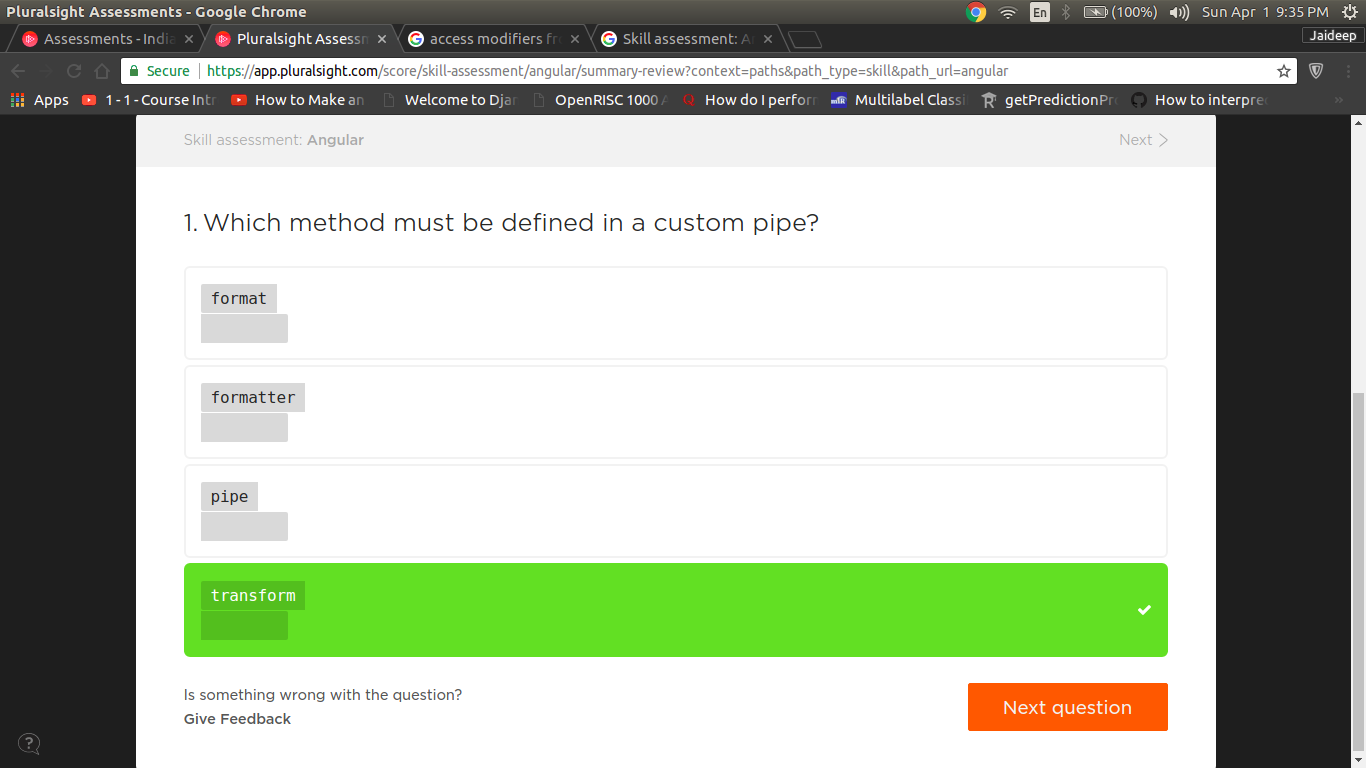 Pluralsight Assessments - Google Chrome
En
(100%)
Sun Apr 1 9:35 PM
Assessments - India
Pluralsight Assessm
access modifiers fr
Skill assessment: A
Jaideep
Secure
https://app.pluralsight.com/score/skill-assessment/angular/summary-review?context=paths&path_type=skill&path_url=angular
Apps
1 - 1 - Course Intr
How to Make an
Welcome to Djan
OpenRISC 1000
How do I perfor
Multilabel Classi
getPredictionPr
How to interpre
»
Skill assessment: Angular
Next
1. Which method must be defined in a custom pipe?
format
formatter
pipe
transform
Is something wrong with the question?
Give Feedback
Next question
?